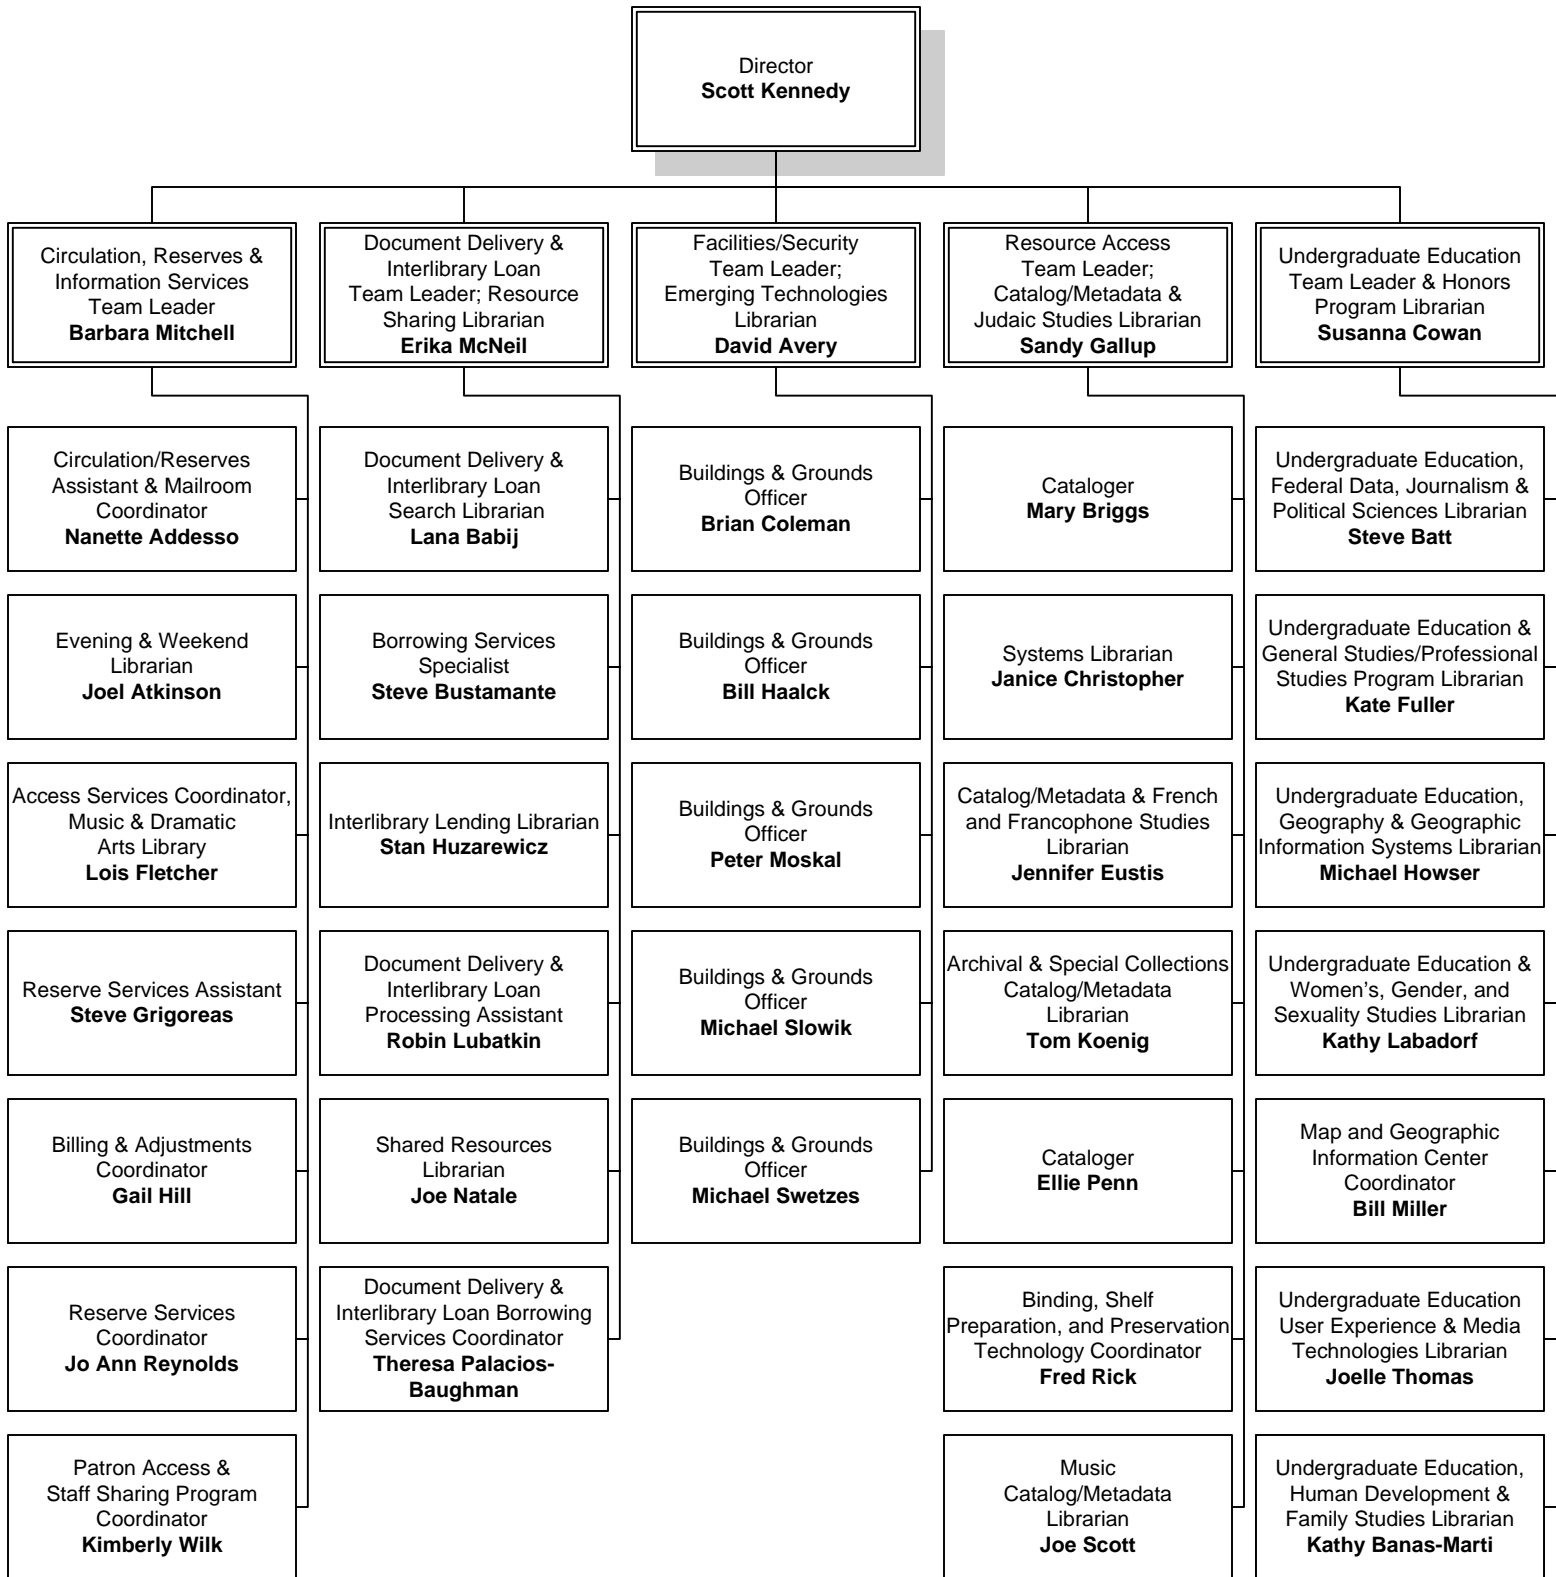 Director
Scott Kennedy
Circulation, Reserves &
Information Services
Team Leader
Barbara Mitchell
Document Delivery &
Interlibrary Loan
Team Leader; Resource
Sharing Librarian
Erika McNeil
Facilities/Security
Team Leader;
Emerging Technologies
Librarian
David Avery
Resource Access
Team Leader;
Catalog/Metadata &
Judaic Studies Librarian
Sandy Gallup
Undergraduate Education
Team Leader & Honors
Program Librarian
Susanna Cowan
Circulation/Reserves
Assistant & Mailroom
Coordinator
Nanette Addesso
Document Delivery &
Interlibrary Loan
Search Librarian
Lana Babij
Buildings & Grounds
Officer
Brian Coleman
Cataloger
Mary Briggs
Undergraduate Education,
Federal Data, Journalism &
Political Sciences Librarian
Steve Batt
Evening & Weekend
Librarian
Joel Atkinson
Borrowing Services
Specialist
Steve Bustamante
Buildings & Grounds
Officer
Bill Haalck
Systems Librarian
Janice Christopher
Undergraduate Education &
General Studies/Professional
Studies Program Librarian
Kate Fuller
Access Services Coordinator,
Music & Dramatic
Arts Library
Lois Fletcher
Interlibrary Lending Librarian
Stan Huzarewicz
Buildings & Grounds
Officer
Peter Moskal
Catalog/Metadata & French
and Francophone Studies
Librarian
Jennifer Eustis
Undergraduate Education,
Geography & Geographic
Information Systems Librarian
Michael Howser
Reserve Services Assistant
Steve Grigoreas
Document Delivery &
Interlibrary Loan
Processing Assistant
Robin Lubatkin
Buildings & Grounds
Officer
Michael Slowik
Archival & Special Collections
Catalog/Metadata
Librarian
Tom Koenig
Undergraduate Education &
Women’s, Gender, and
Sexuality Studies Librarian
Kathy Labadorf
Billing & Adjustments
Coordinator
Gail Hill
Shared Resources
Librarian
Joe Natale
Buildings & Grounds
Officer
Michael Swetzes
Cataloger
Ellie Penn
Map and Geographic
Information Center
Coordinator
Bill Miller
Reserve Services
Coordinator
Jo Ann Reynolds
Document Delivery &
Interlibrary Loan Borrowing
Services Coordinator
Theresa Palacios-
Baughman
Binding, Shelf
Preparation, and Preservation
Technology Coordinator
Fred Rick
Undergraduate Education
User Experience & Media
Technologies Librarian
Joelle Thomas
Patron Access &
Staff Sharing Program
Coordinator
Kimberly Wilk
Music
Catalog/Metadata
Librarian
Joe Scott
Undergraduate Education,
Human Development &
Family Studies Librarian
Kathy Banas-Marti